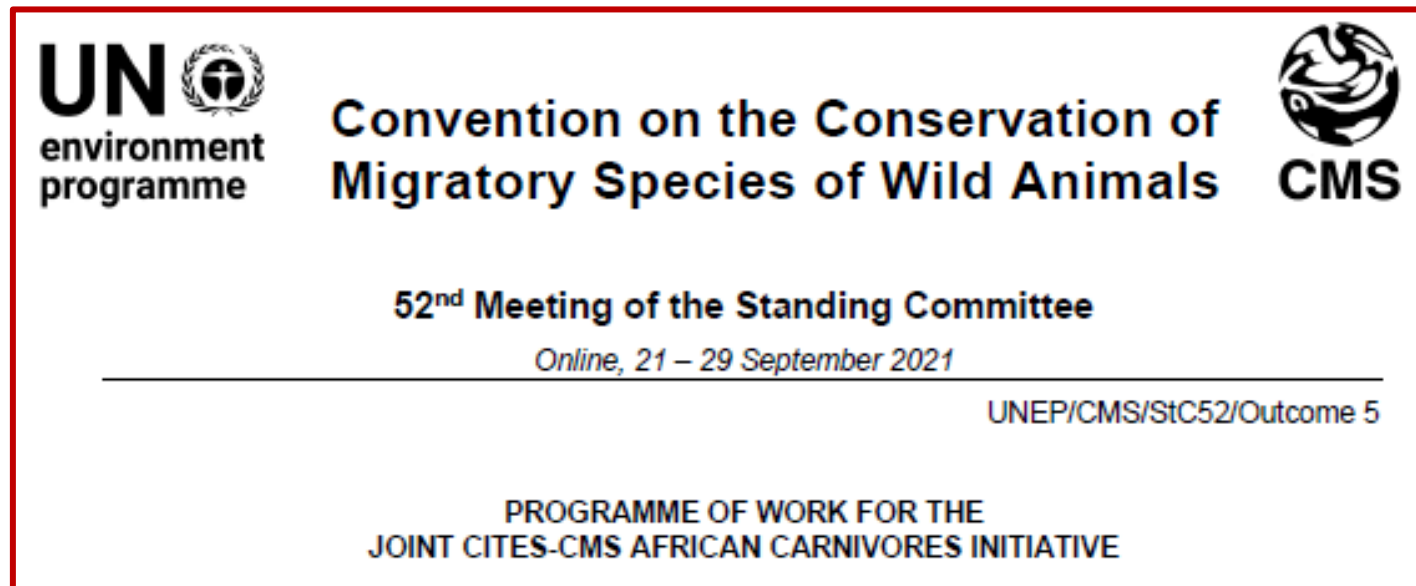 UN
environment
programme
Convention on the Conservation of
Migratory Species of Wild Animals
CMS
52nd Meeting of the Standing Committee
Online, 21 – 29 September 2021
UNEP/CMS/StC52/Outcome 5
PROGRAMME OF WORK FOR THE
JOINT CITES-CMS AFRICAN CARNIVORES INITIATIVE